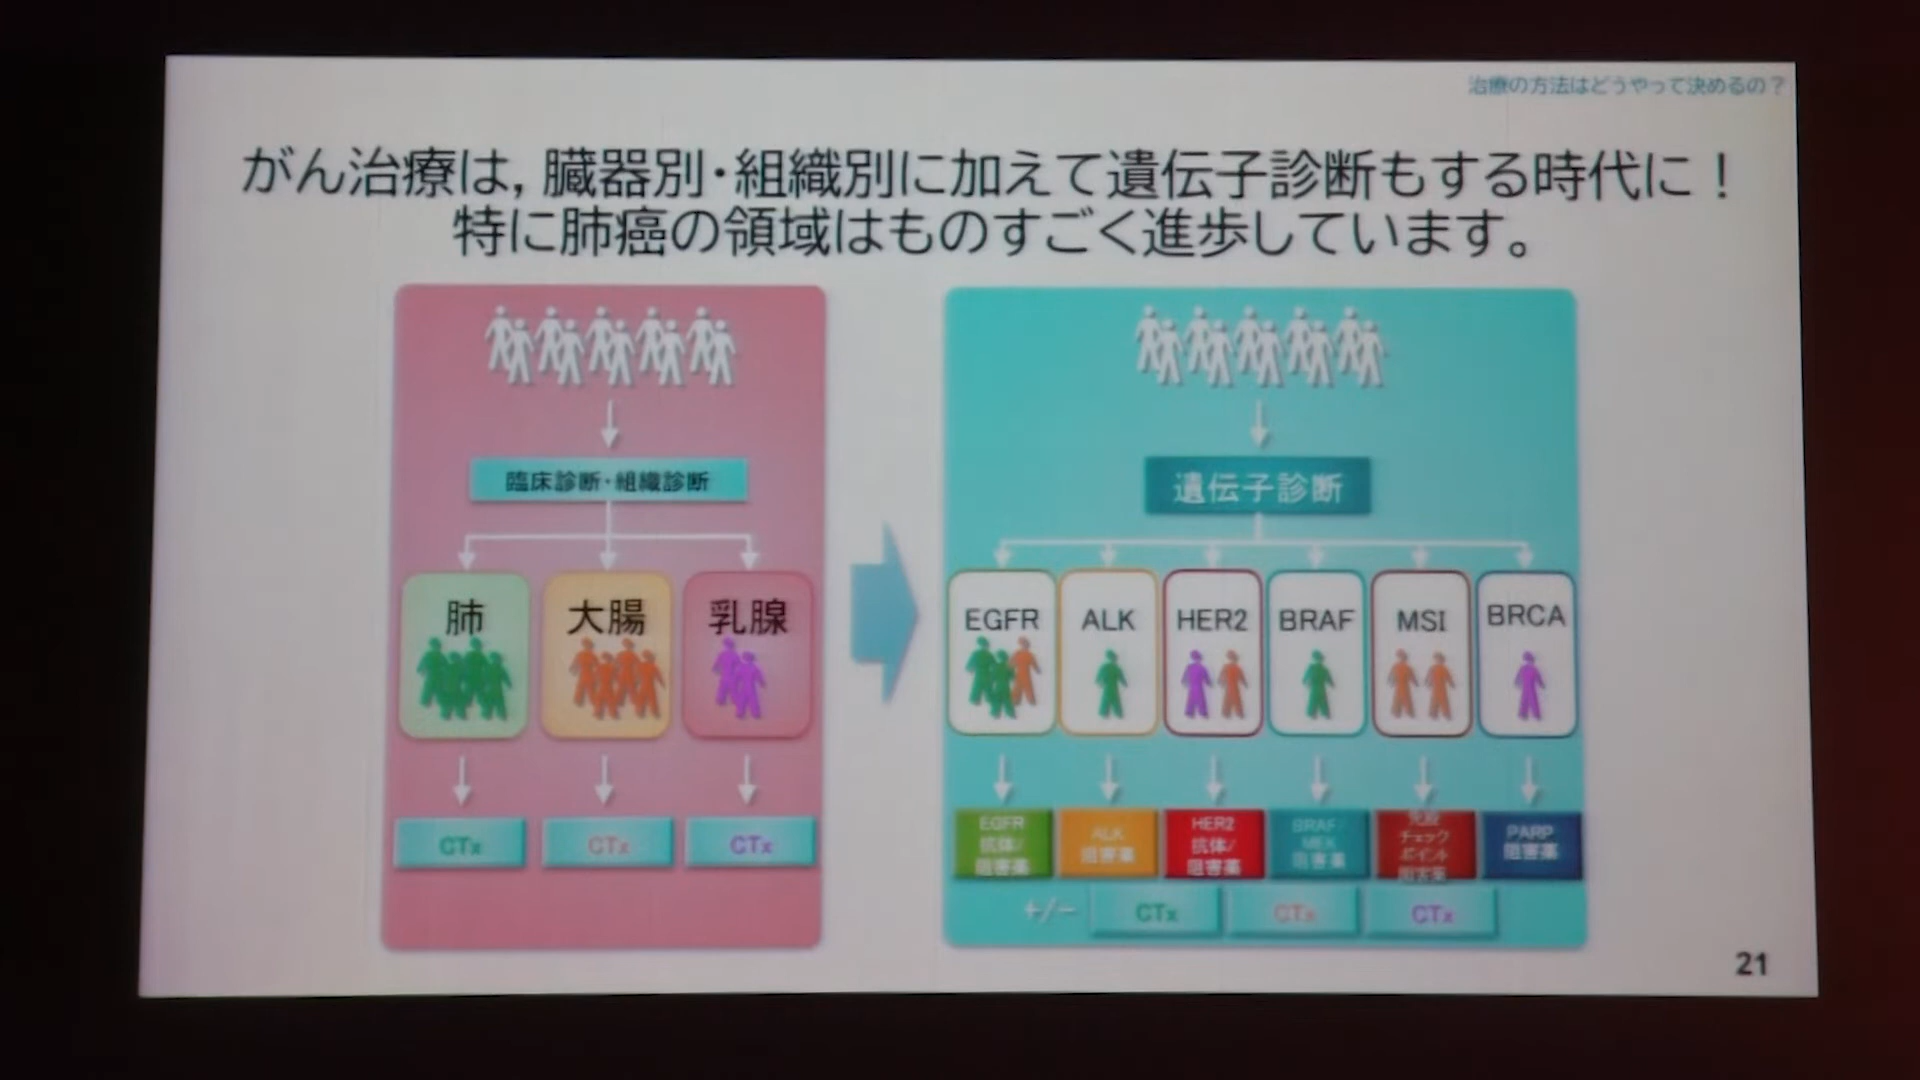 治療の方法はどうやって決めるの？
がん治療は，臓器別・組織別に加えて遺伝子診断もする時代に！
特に肺癌の領域はものすごく進歩しています。
臨床診断・組織診断
肺
大腸
乳腺
CTx
CTx
CTx
遺伝子診断
EGFR
ALK
HER2
BRAF
MSI
BRCA
EGFR
抗体/
阻害薬
ALK
阻害薬
HER2
抗体/
阻害薬
BRAF/
MEK
阻害薬
免疫
チェック
ポイント
阻害薬
PARP
阻害薬
+/−
CTx
CTx
CTx
21